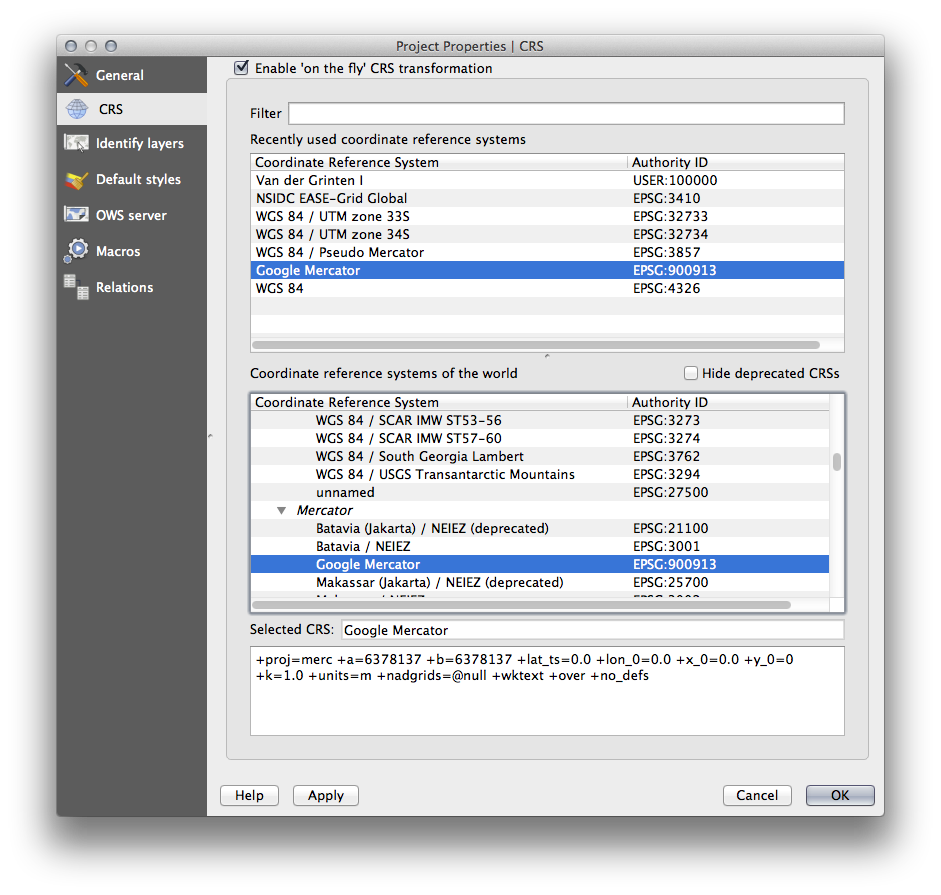 Project Properties | CRS
General
CRS
Identify layers
Default styles
OWS server
Macros
Relations
Enable 'on the fly' CRS transformation
Filter
Recently used coordinate reference systems
Coordinate Reference System Authority ID
Van der Grinten I USER:100000
NSIDC EASE-Grid Global EPSG:3410
WGS 84 / UTM zone 33S EPSG:32733
WGS 84 / UTM zone 34S EPSG:32734
WGS 84 / Pseudo Mercator EPSG:3857
Google Mercator EPSG:900913
WGS 84 EPSG:4326
Coordinate reference systems of the world Hide deprecated CRSs
Coordinate Reference System Authority ID
WGS 84 / SCAR IMW ST53-56 EPSG:3273
WGS 84 / SCAR IMW ST57-60 EPSG:3274
WGS 84 / South Georgia Lambert EPSG:3762
WGS 84 / USGS Transantarctic Mountains EPSG:3294
unnamed EPSG:27500
Mercator
Batavia (Jakarta) / NEIEZ (deprecated) EPSG:21100
Batavia / NEIEZ EPSG:3001
Google Mercator EPSG:900913
Makassar (Jakarta) / NEIEZ (deprecated) EPSG:25700
Selected CRS: Google Mercator
+proj=merc +a=6378137 +b=6378137 +lat_ts=0.0 +lon_0=0.0 +x_0=0.0 +y_0=0
+k=1.0 +units=m +nadgrids=@null +wktext +over +no_defs
Help Apply Cancel OK